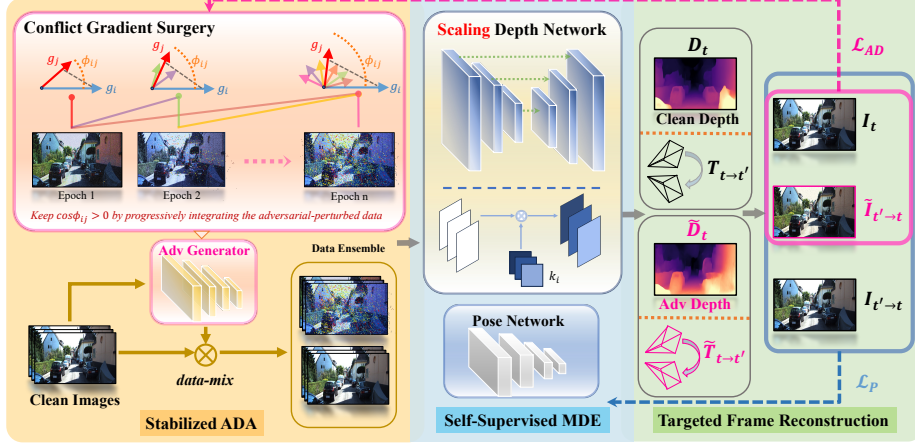 Conflict Gradient Surgery
g_j
ϕ_ij
g_i
g_j
ϕ_ij
g_i
g_j
ϕ_ij
g_i
Epoch 1
Epoch 2
Epoch n
Keep cosϕ_ij > 0 by progressively integrating the adversarial-perturbed data
Adv Generator
Data Ensemble
Clean Images
data-mix
Stabilized ADA
Scaling Depth Network
k_i
Pose Network
Self-Supervised MDE
D_t
Clean Depth
T_t→t′
D̃_t
Adv Depth
T̃_t→t′
ℒ_AD
I_t
Ĩ_t′→t
I_t′→t
ℒ_P
Targeted Frame Reconstruction